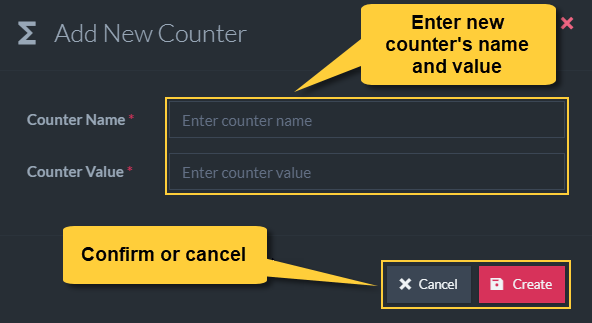 Add New Counter
Enter new
counter's name
and value
Counter Name *
Enter counter name
Counter Value *
Enter counter value
Confirm or cancel
Cancel
Create